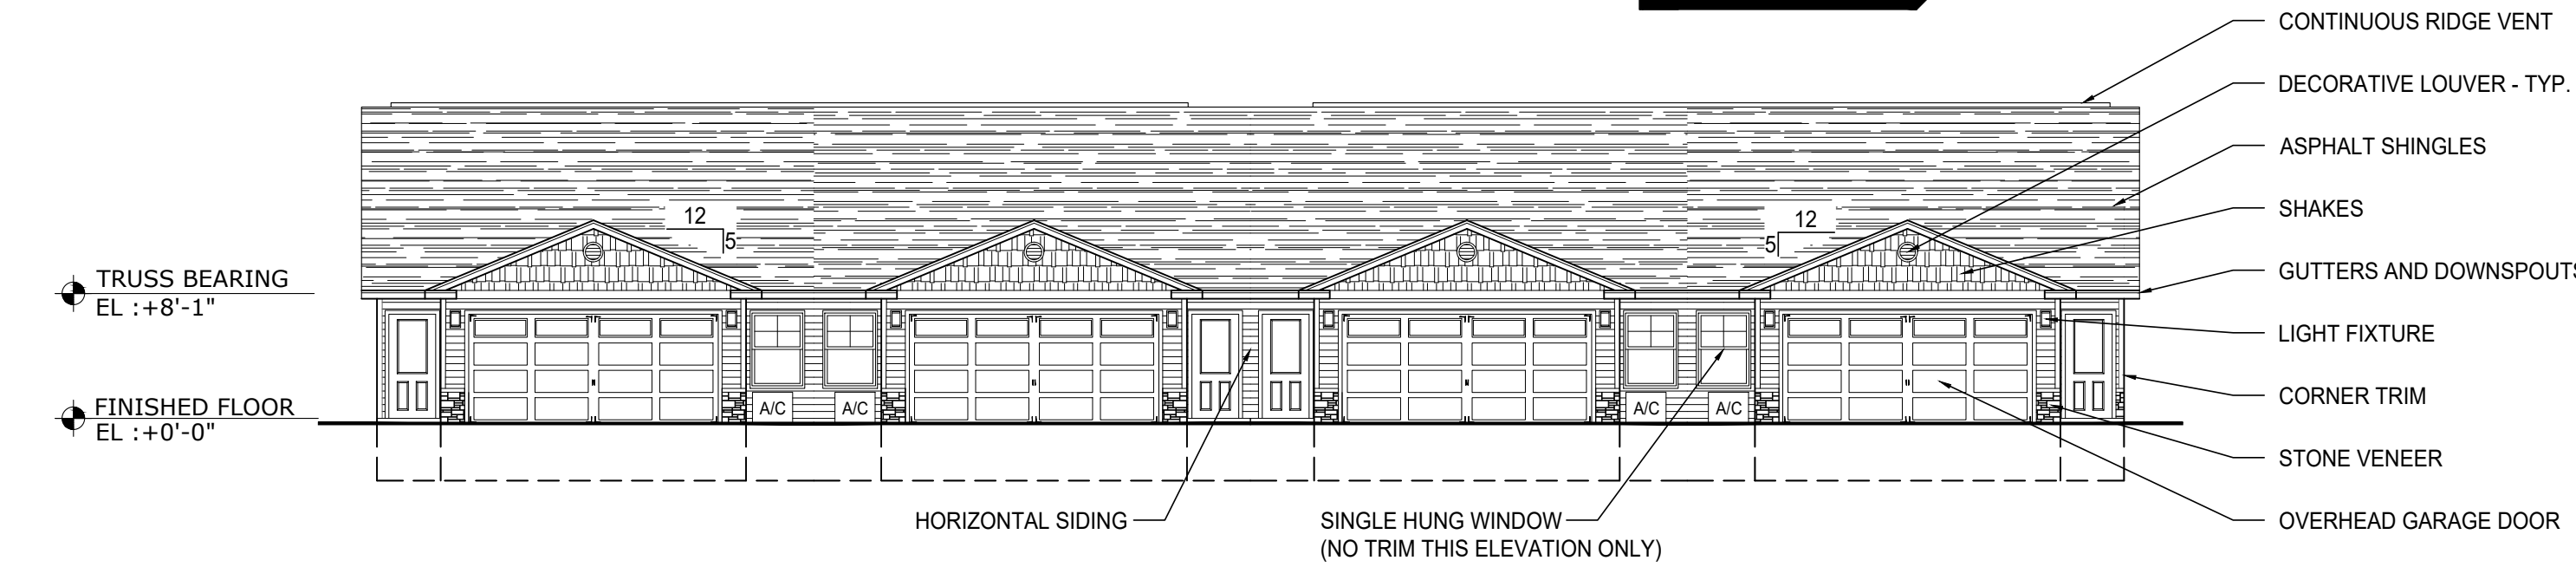 CONTINUOUS RIDGE VENT
DECORATIVE LOUVER - TYP.
ASPHALT SHINGLES
SHAKES
GUTTERS AND DOWNSPOUTS
LIGHT FIXTURE
CORNER TRIM
STONE VENEER
OVERHEAD GARAGE DOOR
12
5
12
5
TRUSS BEARING
EL :+8'-1"
FINISHED FLOOR
EL :+0'-0"
A/C
A/C
A/C
A/C
HORIZONTAL SIDING
SINGLE HUNG WINDOW
(NO TRIM THIS ELEVATION ONLY)